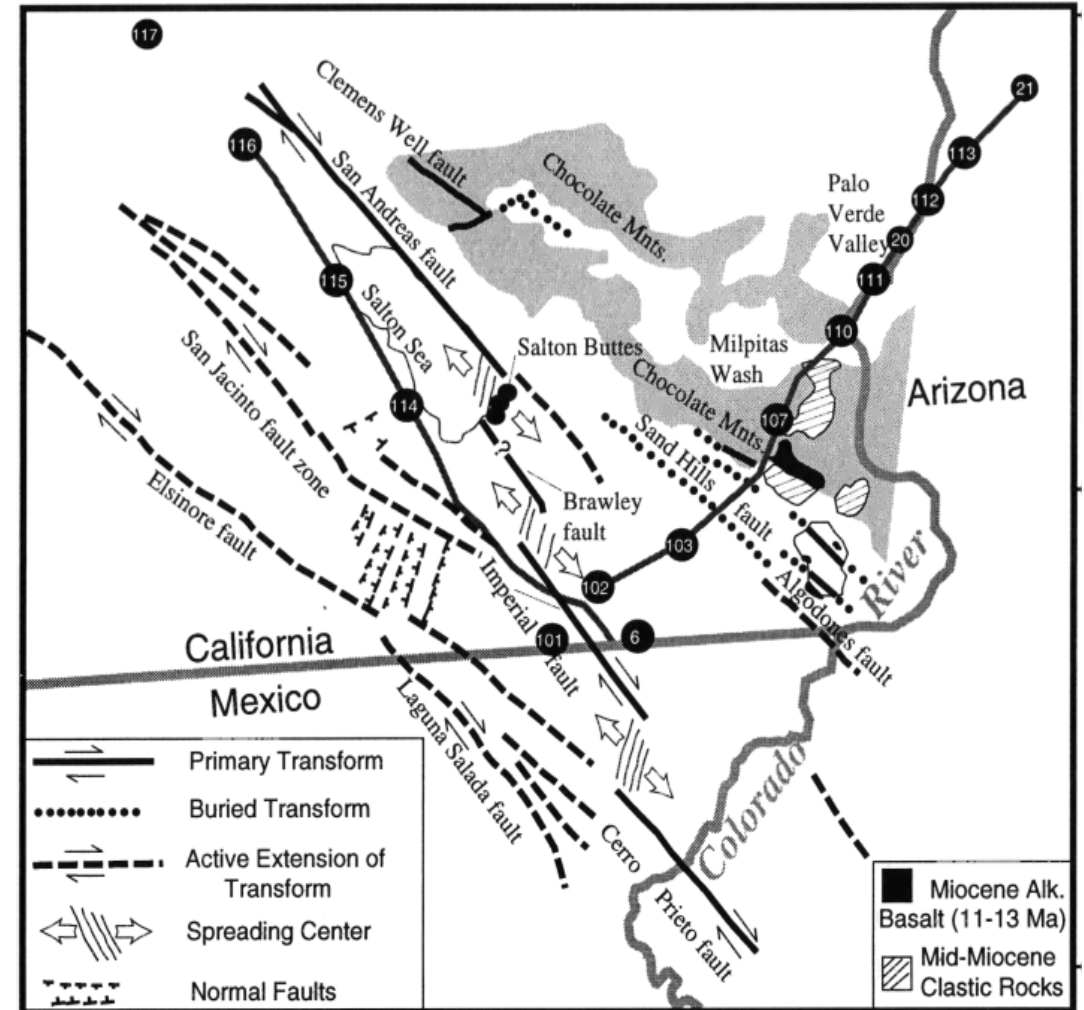 117
21
Clemens Well fault
116
San Andreas fault
113
Chocolate Mnts.
Palo
Verde
Valley
112
20
115
111
Salton Sea
110
San Jacinto fault zone
Salton Buttes
Milpitas
Wash
Arizona
114
Chocolate Mnts.
107
Sand Hills
fault
?
Elsinore fault
Brawley
fault
103
102
Imperial
fault
Algodones fault
River
101
6
California
Mexico
Laguna Salada fault
Colorado
Cerro
Prieto fault
Primary Transform
Buried Transform
Active Extension of
Transform
Spreading Center
Normal Faults
Miocene Alk.
Basalt (11-13 Ma)
Mid-Miocene
Clastic Rocks